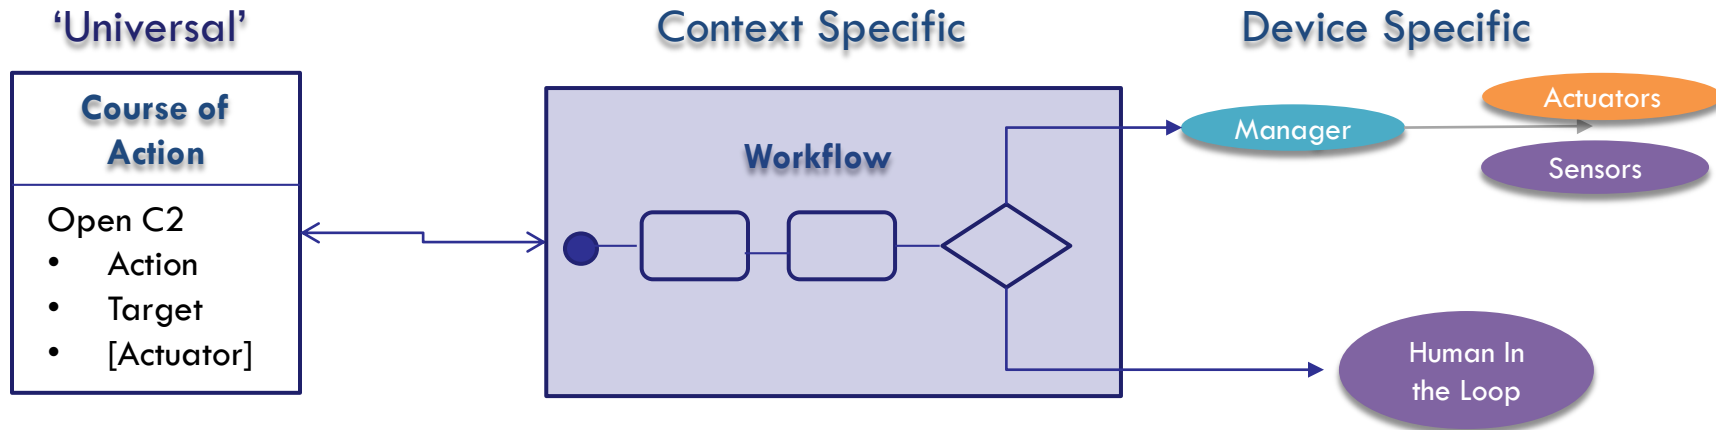 ‘Universal’
Context Specific
Device Specific
Course of
Action
Open C2
• Action
• Target
• [Actuator]
Workflow
Manager
Actuators
Sensors
Human In
the Loop